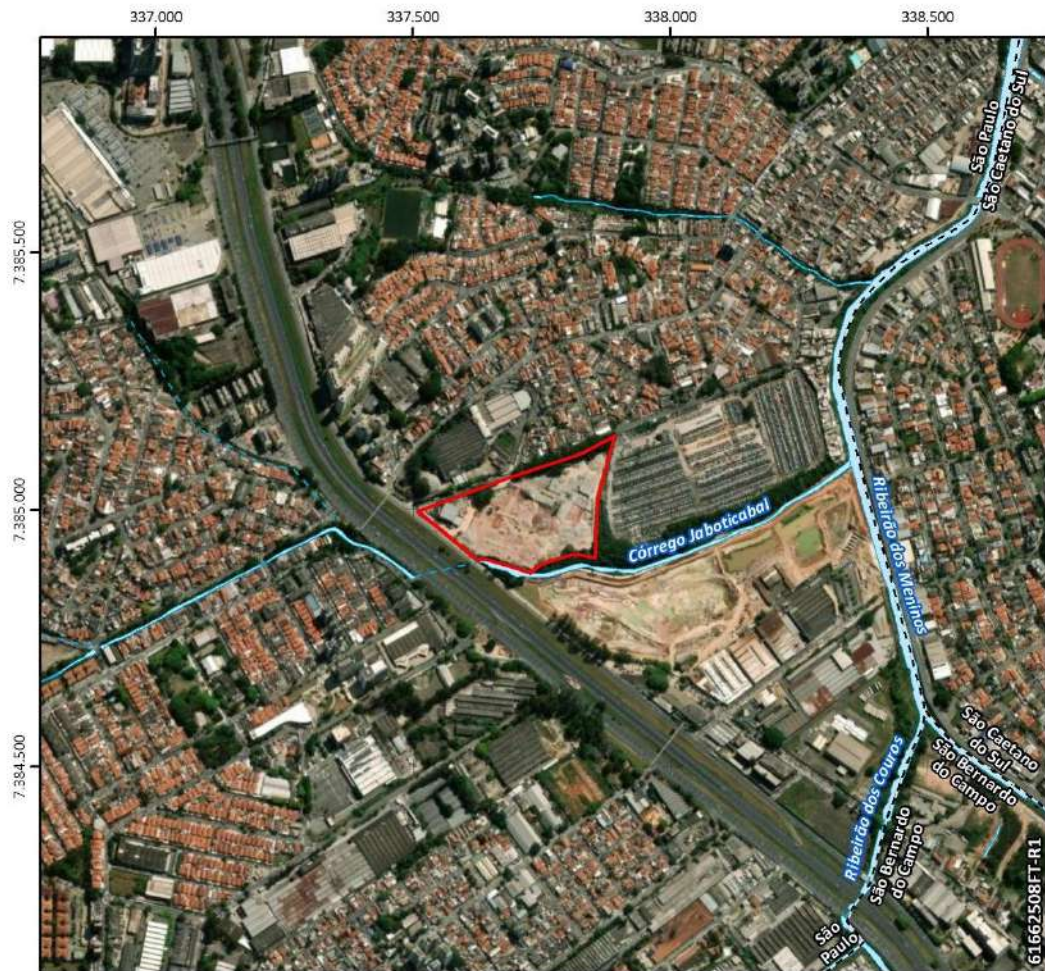 337.000
337.500
338.000
338.500
São Paulo
São Caetano do Sul
7.385.500
7.385.000
7.384.500
Córrego Jaboticabal
Ribeirão dos Meninos
São Caetano
do Sul
São Bernardo
do Campo
Ribeirão dos Couros
São Bernardo
do Campo
São
Paulo
61662508FT-R1